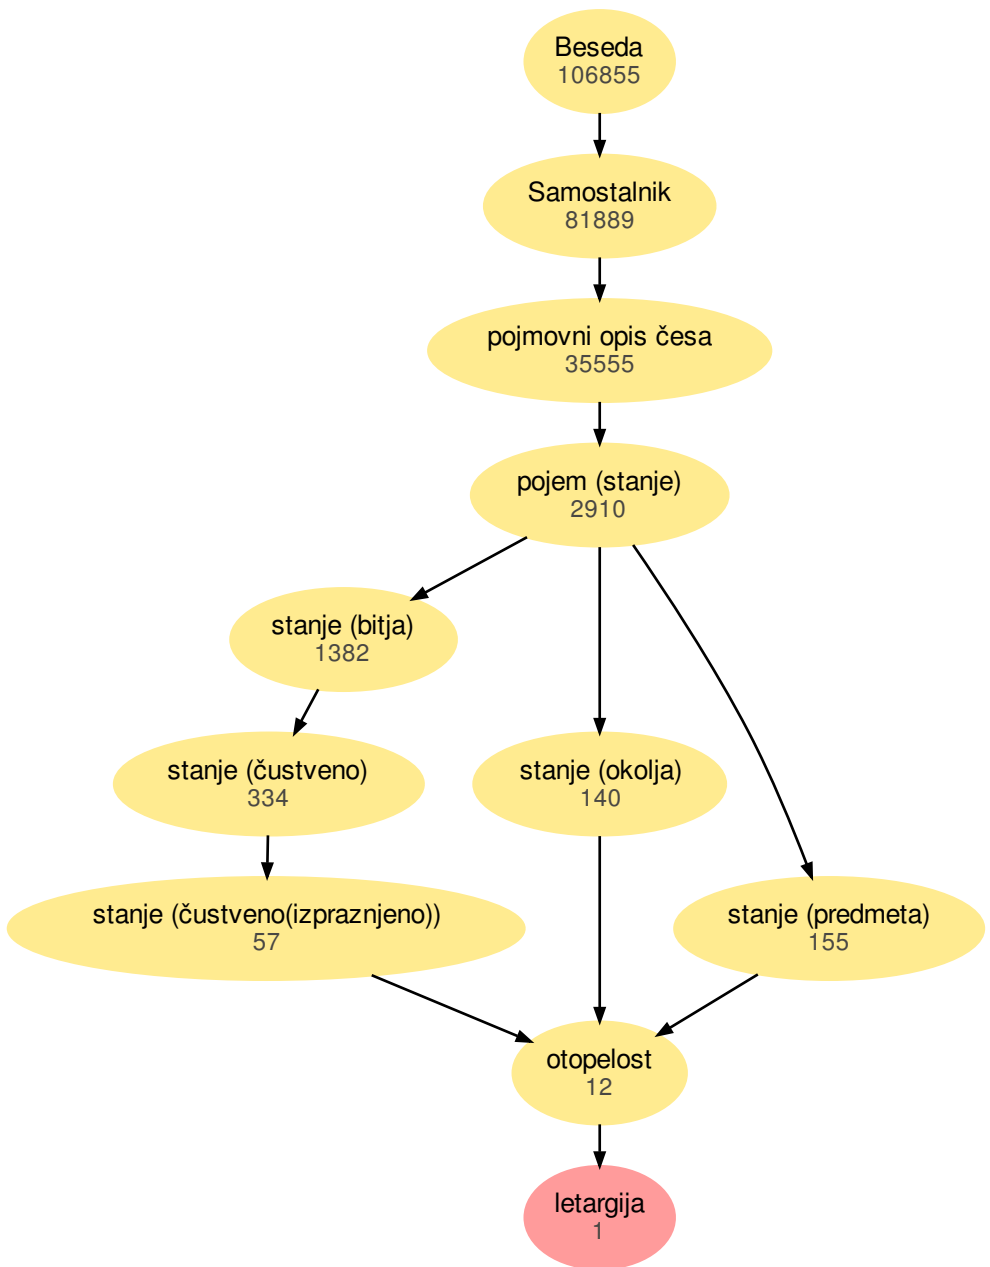 Beseda
106855
Samostalnik
81889
pojmovni opis česa
35555
pojem (stanje)
2910
stanje (bitja)
1382
stanje (čustveno)
334
stanje (okolja)
140
stanje (čustveno(izpraznjeno))
57
stanje (predmeta)
155
otopelost
12
letargija
1